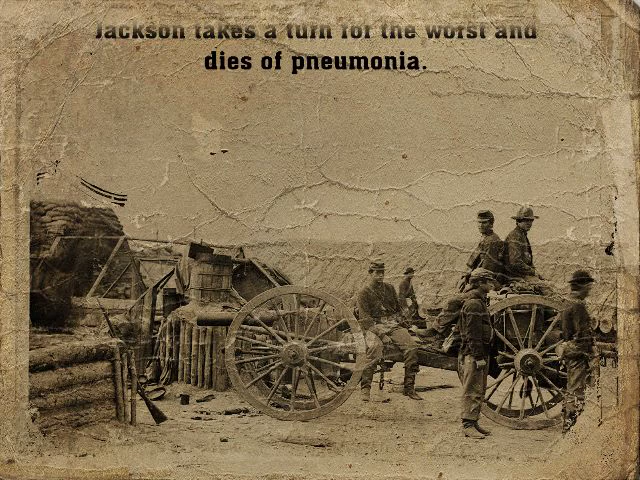 Jackson takes a turn for the worst and
dies of pneumonia.